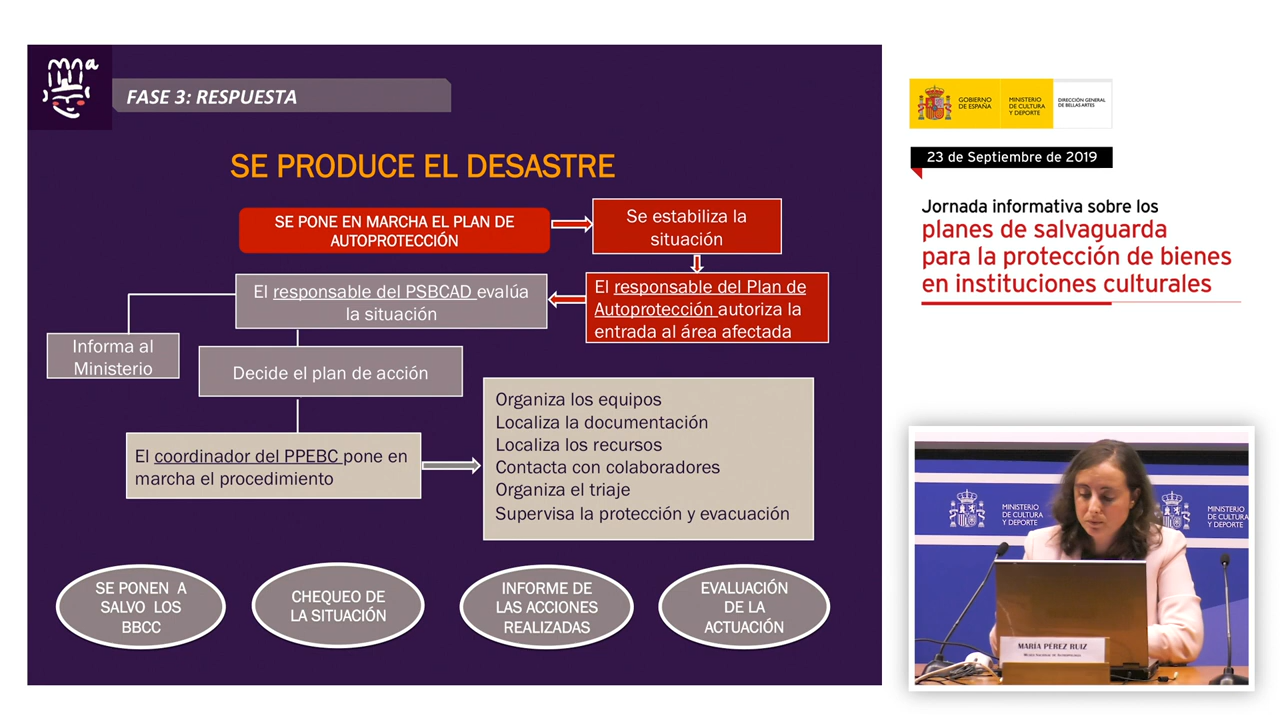 mna
FASE 3: RESPUESTA
SE PRODUCE EL DESASTRE
SE PONE EN MARCHA EL PLAN DE
AUTOPROTECCIÓN
Se estabiliza la
situación
El responsable del Plan de
Autoprotección autoriza la
entrada al área afectada
El responsable del PSBCAD evalúa
la situación
Informa al
Ministerio
Decide el plan de acción
El coordinador del PPEBC pone en
marcha el procedimiento
Organiza los equipos
Localiza la documentación
Localiza los recursos
Contacta con colaboradores
Organiza el triaje
Supervisa la protección y evacuación
SE PONEN A
SALVO LOS
BBCC
CHEQUEO DE
LA SITUACIÓN
INFORME DE
LAS ACCIONES
REALIZADAS
EVALUACIÓN
DE LA
ACTUACIÓN
GOBIERNO
DE ESPAÑA
MINISTERIO
DE CULTURA
Y DEPORTE
DIRECCIÓN GENERAL
DE BELLAS ARTES
23 de Septiembre de 2019
Jornada informativa sobre los
planes de salvaguarda
para la protección de bienes
en instituciones culturales
MINISTERIO
DE CULTURA
Y DEPORTE
MINISTERIO
DE CULTURA
Y DEPORTE
MARÍA PÉREZ RUIZ
MUSEO NACIONAL DE ANTROPOLOGÍA